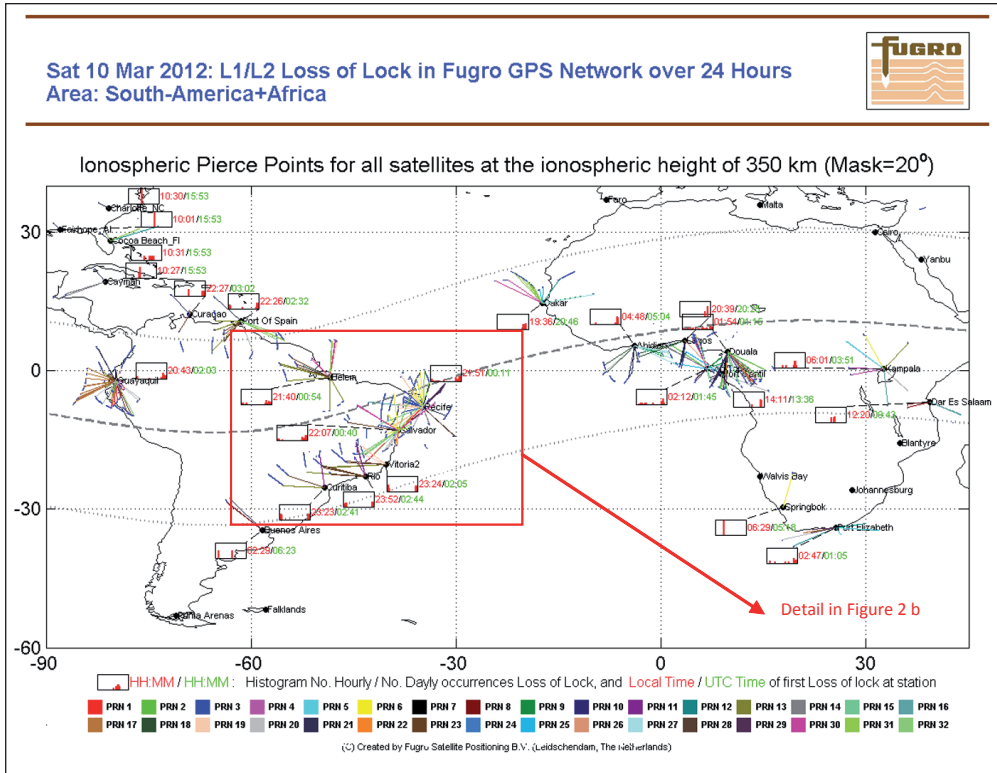 Sat 10 Mar 2012: L1/L2 Loss of Lock in Fugro GPS Network over 24 Hours
Area: South-America+Africa
fugro
Ionospheric Pierce Points for all satellites at the ionospheric height of 350 km (Mask=20°)
10:30/15:53
Charlotte_NC
10:01/15:53
Fairhope_Al
Cocoa Beach_Fl
10:31/15:53
10:27/15:53
Cayman
22:27/03:02
22:26/02:32
Curaçao
Port Of Spain
Faro
Malta
Cairo
Yanbu
Dakar
19:36/20:46
04:48/05:04
20:39/
01:54/
Abidjan
Lagos
Douala
06:01/03:51
Kampala
Dar Es Salaam
20:43/02:03
Guayaquil
Belem
21:51/00:11
21:40/00:54
Recife
22:07/00:40
Salvador
02:12/01:45
14:11/13:36
12:20/09:43
Blantyre
Vitoria2
Rio
Curitiba
23:24/02:05
23:52/02:44
23:23/02:41
Walvis Bay
Johannesburg
Springbok
06:29/05:18
Port Elizabeth
02:47/01:05
Buenos Aires
02:29/06:23
Punta Arenas
Falklands
Detail in Figure 2 b
30
0
-30
-60
-90
-60
-30
0
30
HH:MM / HH:MM : Histogram No. Hourly / No. Dayly occurrences Loss of Lock, and Local Time / UTC Time of first Loss of lock at station
PRN 1 PRN 2 PRN 3 PRN 4 PRN 5 PRN 6 PRN 7 PRN 8 PRN 9 PRN 10 PRN 11 PRN 12 PRN 13 PRN 14 PRN 15 PRN 16
PRN 17 PRN 18 PRN 19 PRN 20 PRN 21 PRN 22 PRN 23 PRN 24 PRN 25 PRN 26 PRN 27 PRN 28 PRN 29 PRN 30 PRN 31 PRN 32
(C) Created by Fugro Satellite Positioning B.V. (Leidschendam, The Netherlands)